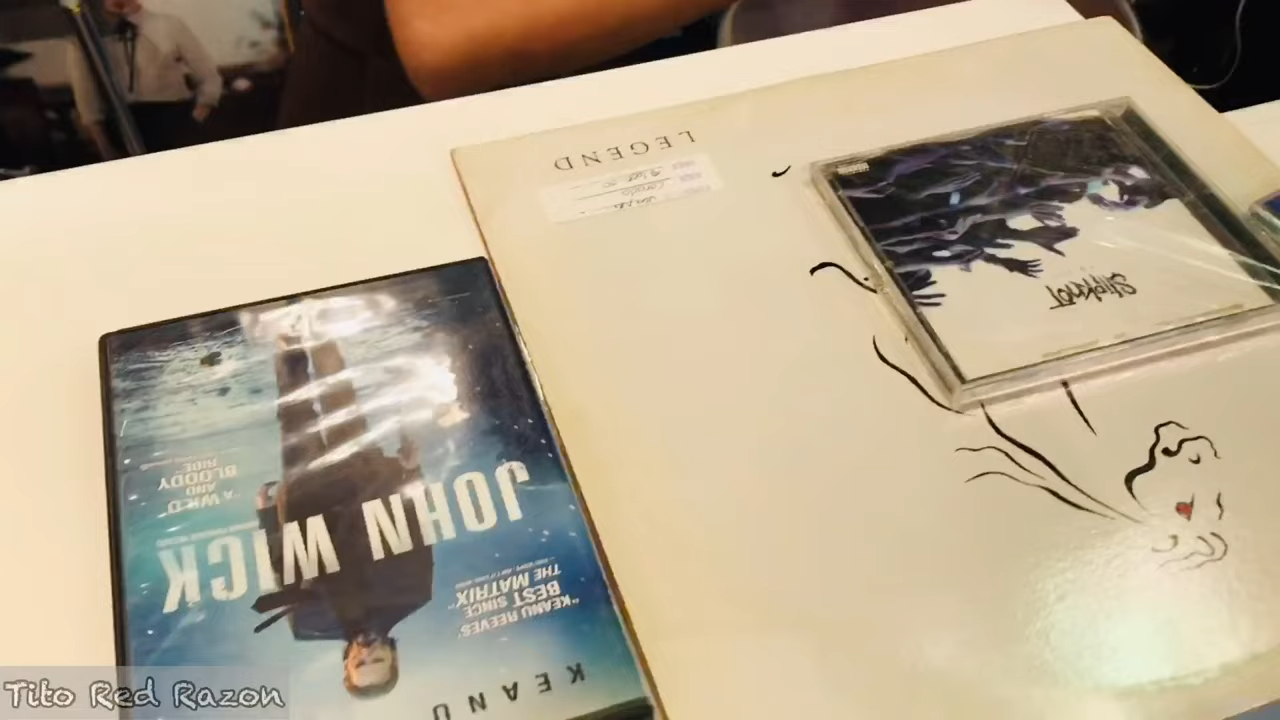 LEGEND
SLIPKNOT
JOHN WICK
"A WILD
AND
BLOODY
RIDE"
"KEANU REEVES'
BEST SINCE
THE MATRIX"
KEANU
Tito Red Razon